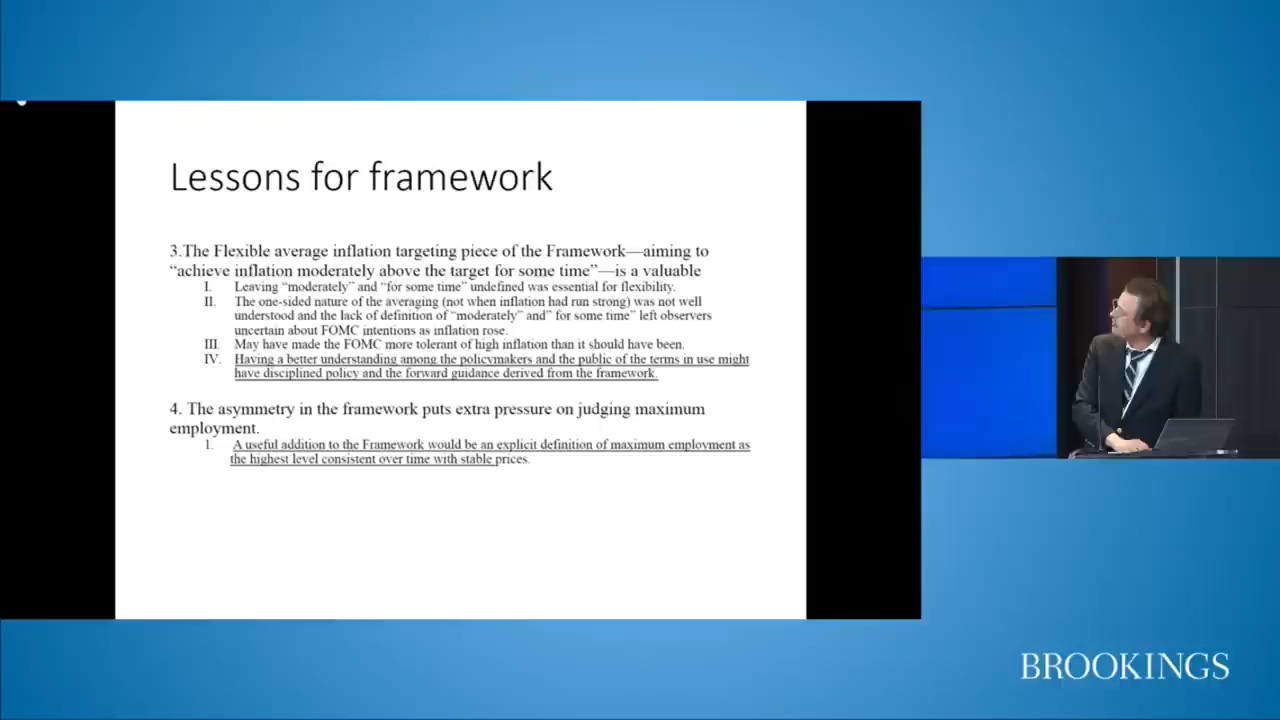 Lessons for framework
3.The Flexible average inflation targeting piece of the Framework—aiming to
“achieve inflation moderately above the target for some time”—is a valuable
I. Leaving “moderately” and “for some time” undefined was essential for flexibility.
II. The one-sided nature of the averaging (not when inflation had run strong) was not well
understood and the lack of definition of “moderately” and” for some time” left observers
uncertain about FOMC intentions as inflation rose.
III. May have made the FOMC more tolerant of high inflation than it should have been.
IV. Having a better understanding among the policymakers and the public of the terms in use might
have disciplined policy and the forward guidance derived from the framework.
4. The asymmetry in the framework puts extra pressure on judging maximum
employment.
1. A useful addition to the Framework would be an explicit definition of maximum employment as
the highest level consistent over time with stable prices.
BROOKINGS